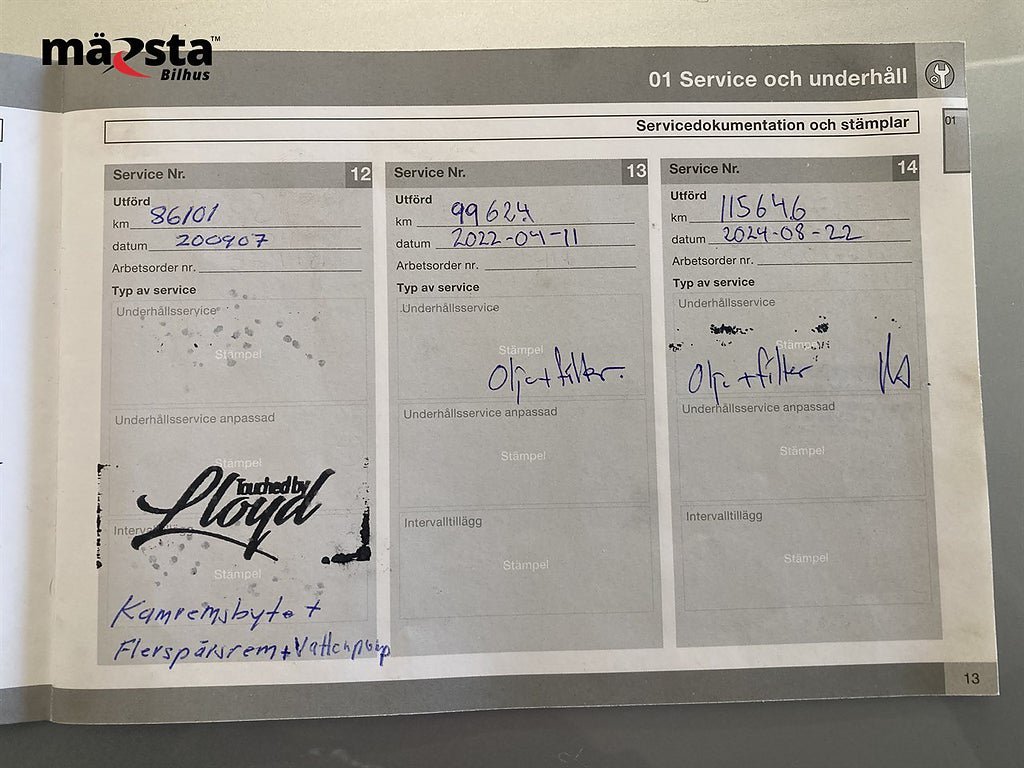 märsta™
Bilhus
01 Service och underhåll
01
Servicedokumentation och stämplar
Service Nr. 12
Utförd
km 86101
datum 200907
Arbetsorder nr.
Typ av service
Underhållsservice
Stämpel
Underhållsservice anpassad
Stämpel
Touched by
Lloyd
Intervalltillägg
Stämpel
Kamremsbyte +
Flerspårsrem + Vattenpump
Service Nr. 13
Utförd
km 99624
datum 2022-04-11
Arbetsorder nr.
Typ av service
Underhållsservice
Stämpel
Olja + filter.
Underhållsservice anpassad
Stämpel
Intervalltillägg
Stämpel
Service Nr. 14
Utförd
km 115646
datum 2024-08-22
Arbetsorder nr.
Typ av service
Underhållsservice
Stämpel
Olja + filter
Underhållsservice anpassad
Stämpel
Intervalltillägg
Stämpel
13